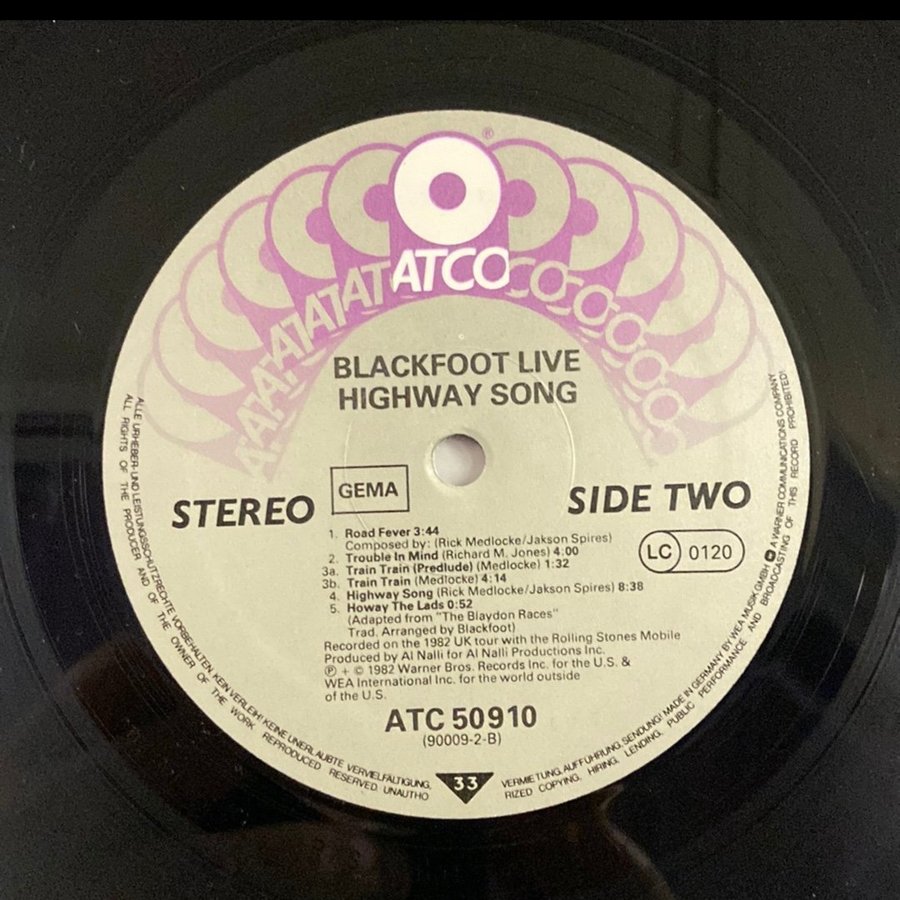 ®
ATCO
BLACKFOOT LIVE
HIGHWAY SONG
STEREO
GEMA
SIDE TWO
LC 0120
1. Road Fever 3:44
Composed by: (Rick Medlocke/Jakson Spires)
2. Trouble In Mind (Richard M. Jones) 4:00
3a. Train Train (Predlude) (Medlocke) 1:32
3b. Train Train (Medlocke) 4:14
4. Highway Song (Rick Medlocke/Jakson Spires) 8:38
5. Howay The Lads 0:52
(Adapted from "The Blaydon Races"
Trad. Arranged by Blackfoot)
Recorded on the 1982 UK tour with the Rolling Stones Mobile
Produced by Al Nalli for Al Nalli Productions Inc.
℗ + © 1982 Warner Bros. Records Inc. for the U.S. &
WEA International Inc. for the world outside
of the U.S.
ATC 50910
(90009-2-B)
33
ALLE URHEBER- UND LEISTUNGSSCHUTZRECHTE VORBEHALTEN. KEIN VERLEIH! KEINE UNERLAUBTE VERVIELFÄLTIGUNG, VERMIETUNG, AUFFÜHRUNG, SENDUNG! MADE IN GERMANY BY WEA MUSIK GMBH A WARNER COMMUNICATIONS COMPANY
ALL RIGHTS OF THE PRODUCER AND OF THE OWNER OF THE WORK REPRODUCED RESERVED. UNAUTHORIZED COPYING, HIRING, LENDING, PUBLIC PERFORMANCE AND BROADCASTING OF THIS RECORD PROHIBITED!